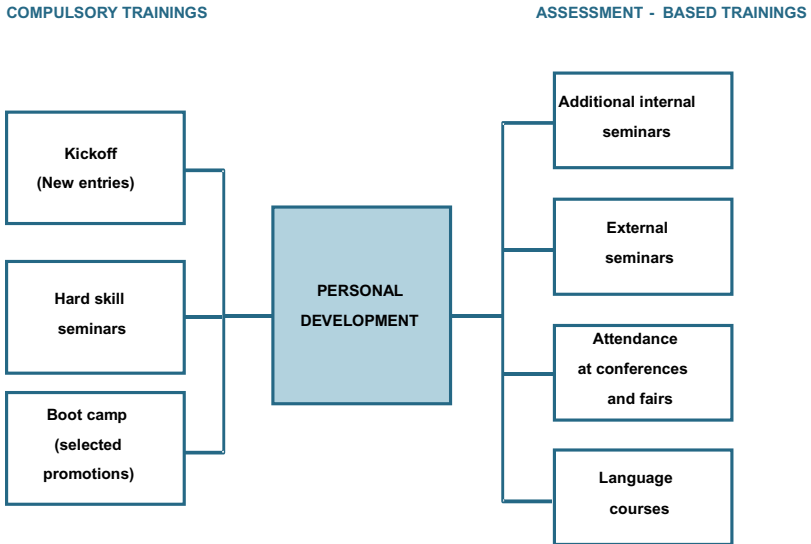 COMPULSORY TRAININGS
ASSESSMENT - BASED TRAININGS
Kickoff
(New entries)
Hard skill
seminars
Boot camp
(selected
promotions)
PERSONAL
DEVELOPMENT
Additional internal
seminars
External
seminars
Attendance
at conferences
and fairs
Language
courses